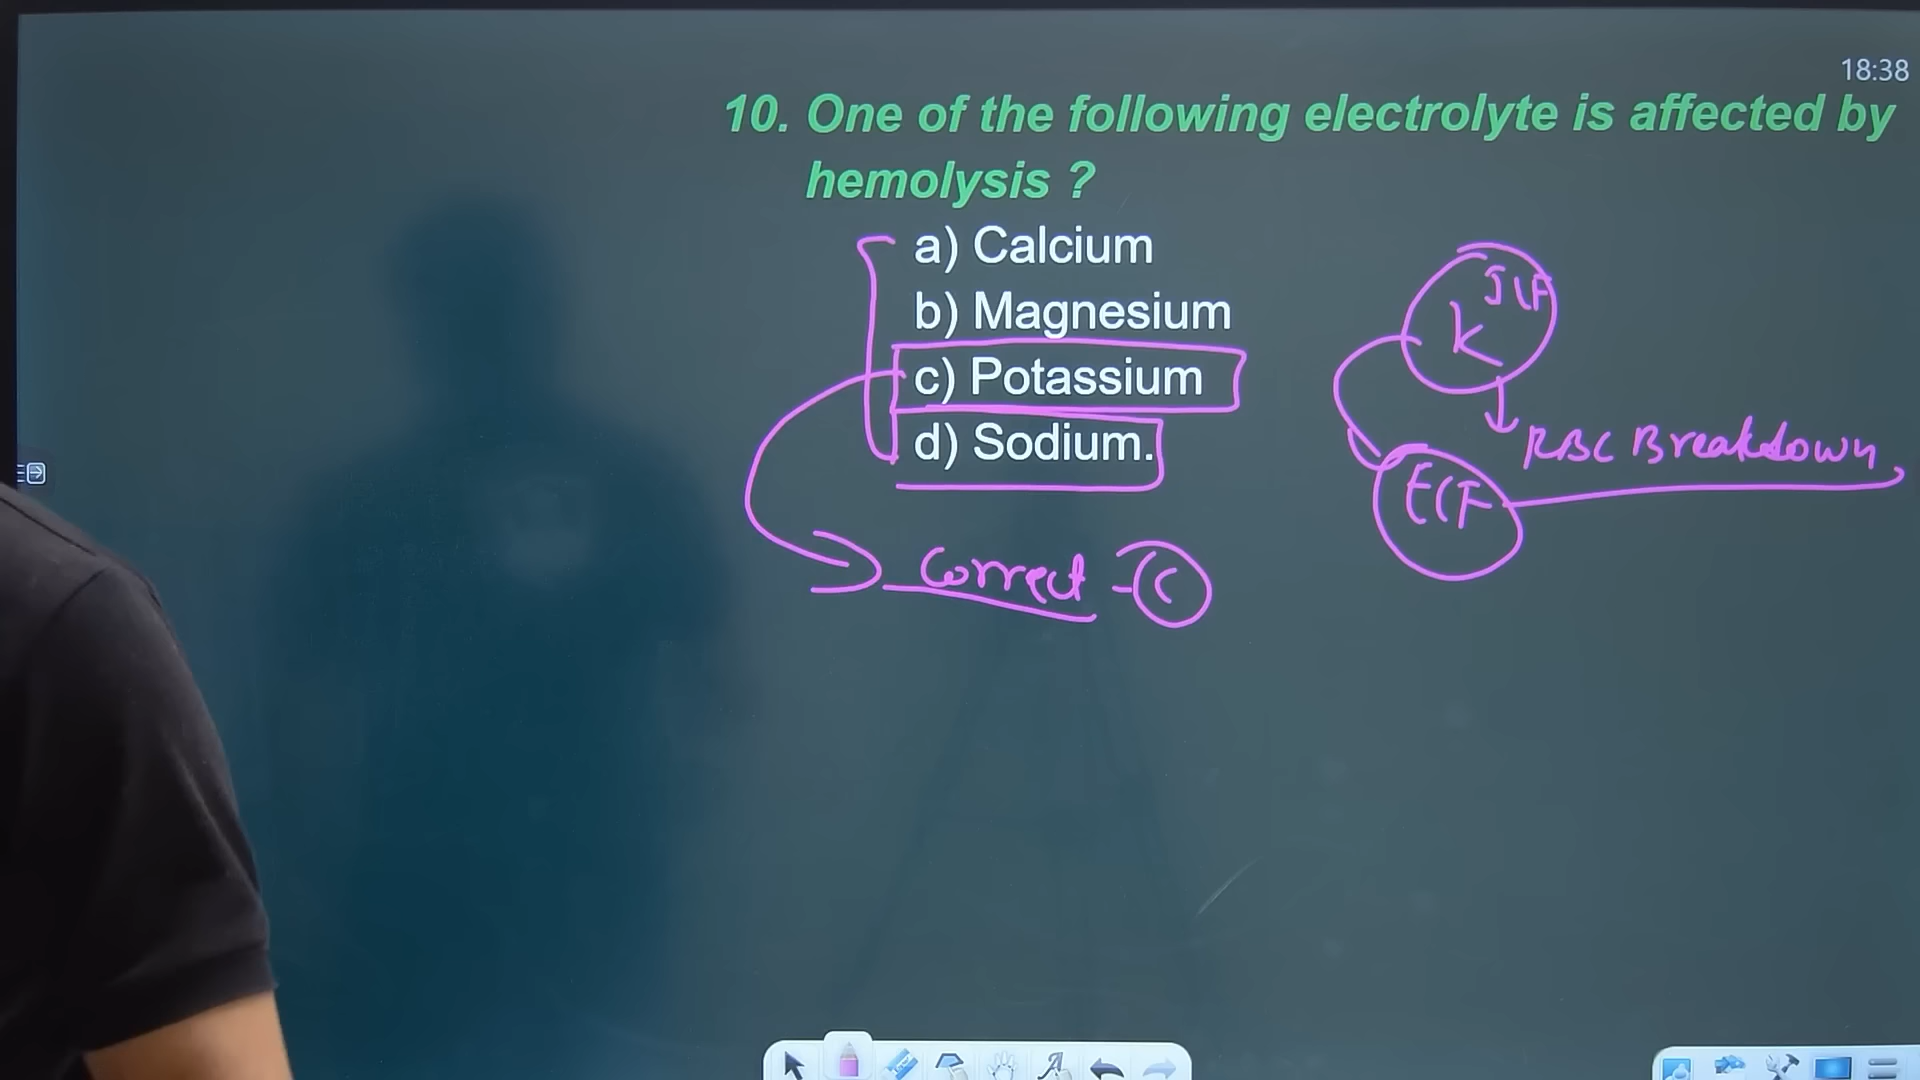 18:38
10. One of the following electrolyte is affected by
hemolysis ?
a) Calcium
b) Magnesium
c) Potassium
d) Sodium.
K
RBC Breakdown
ECF
Correct - C